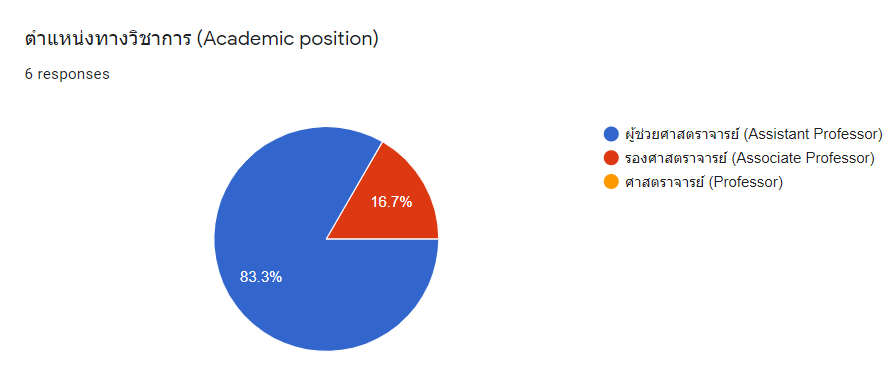 ตำแหน่งทางวิชาการ (Academic position)
6 responses
ผู้ช่วยศาสตราจารย์ (Assistant Professor)
รองศาสตราจารย์ (Associate Professor)
ศาสตราจารย์ (Professor)
16.7%
83.3%